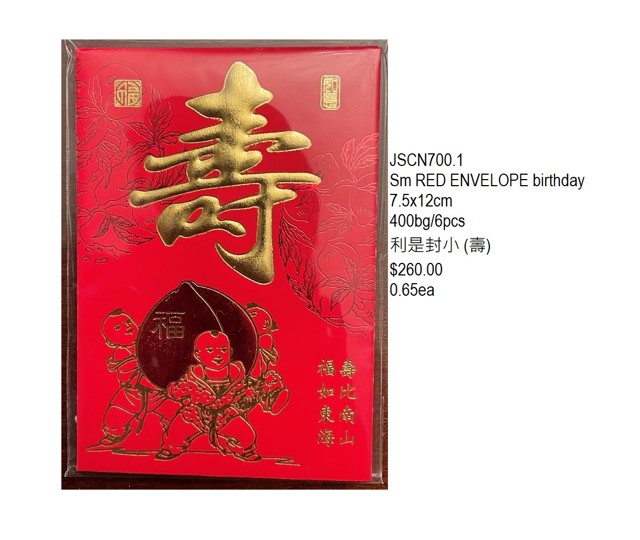 壽
福
壽比南山
福如東海
JSCN700.1
Sm RED ENVELOPE birthday
7.5x12cm
400bg/6pcs
利是封小 (壽)
$260.00
0.65ea